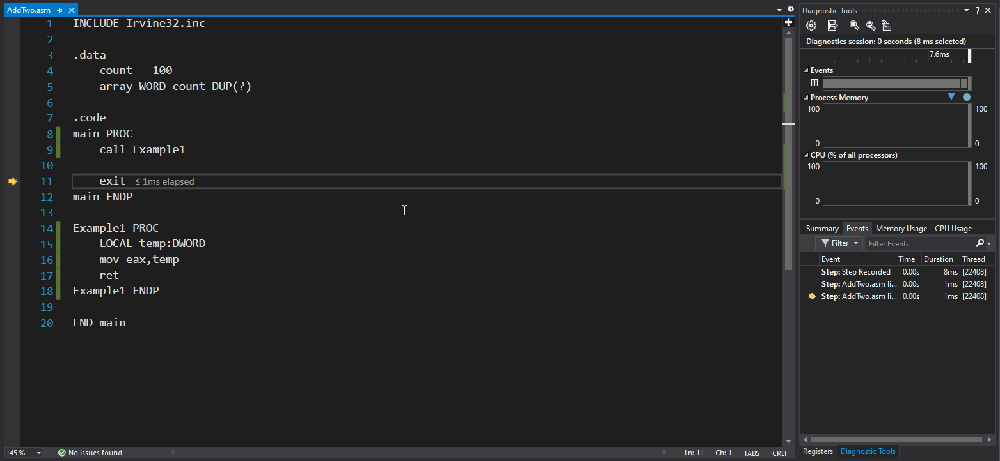 AddTwo.asm
1 INCLUDE Irvine32.inc
2
3 .data
4 count = 100
5 array WORD count DUP(?)
6
7 .code
8 main PROC
9 call Example1
10
11 exit ≤ 1ms elapsed
12 main ENDP
13
14 Example1 PROC
15 LOCAL temp:DWORD
16 mov eax,temp
17 ret
18 Example1 ENDP
19
20 END main
145 % No issues found Ln: 11 Ch: 1 TABS CRLF
Diagnostic Tools
Diagnostics session: 0 seconds (8 ms selected)
7.6ms
Events
Process Memory
100 100
0 0
CPU (% of all processors)
100 100
0 0
Summary Events Memory Usage CPU Usage
Filter Filter Events
Event Time Duration Thread
Step: Step Recorded 0.00s 8ms [22408]
Step: AddTwo.asm li... 0.00s 1ms [22408]
Step: AddTwo.asm li... 0.00s 1ms [22408]
Registers Diagnostic Tools